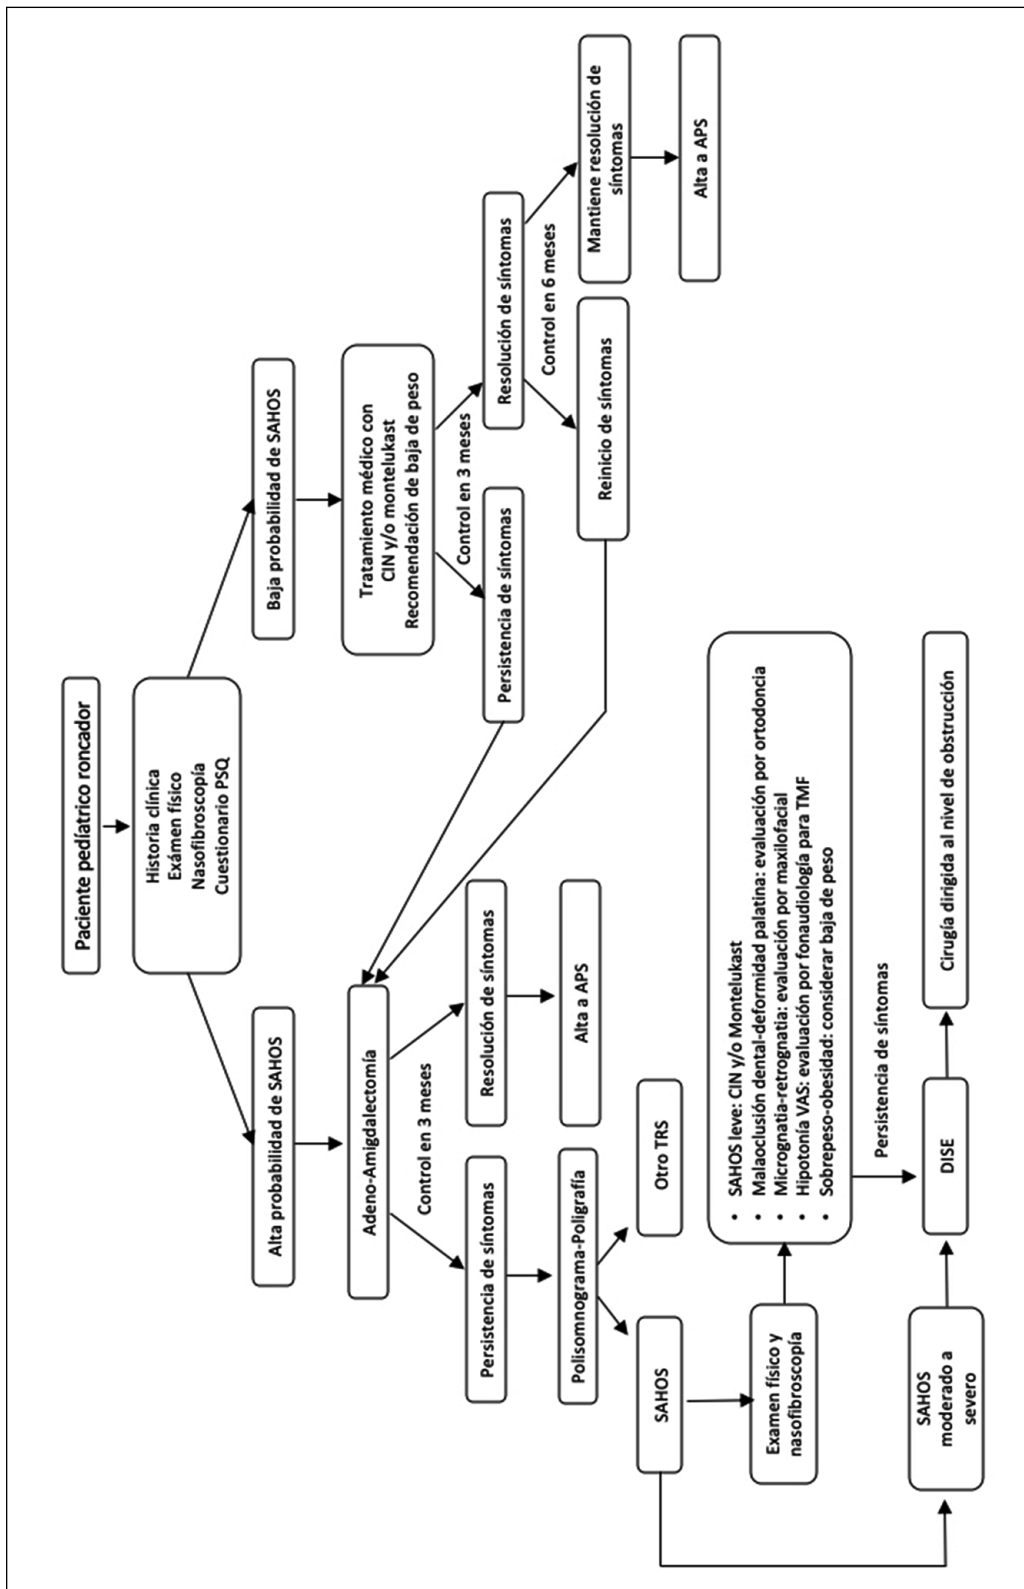 Paciente pediátrico roncador
Historia clínica
Exámen físico
Nasofibroscopía
Cuestionario PSQ
Alta probabilidad de SAHOS
Baja probabilidad de SAHOS
Adeno-Amigdalectomía
Tratamiento médico con
CIN y/o montelukast
Recomendación de baja de peso
Control en 3 meses
Control en 3 meses
Persistencia de síntomas
Resolución de síntomas
Persistencia de síntomas
Resolución de síntomas
Polisomnograma-Poligrafía
Alta a APS
Control en 6 meses
Reinicio de síntomas
Mantiene resolución de
síntomas
SAHOS
Otro TRS
Alta a APS
Examen físico y
nasofibroscopía
• SAHOS leve: CIN y/o Montelukast
• Malaoclusión dental-deformidad palatina: evaluación por ortodoncia
• Micrognatia-retrognatia: evaluación por maxilofacial
• Hipotonía VAS: evaluación por fonaudiología para TMF
• Sobrepeso-obesidad: considerar baja de peso
Persistencia de síntomas
SAHOS
moderado a
severo
DISE
Cirugía dirigida al nivel de obstrucción